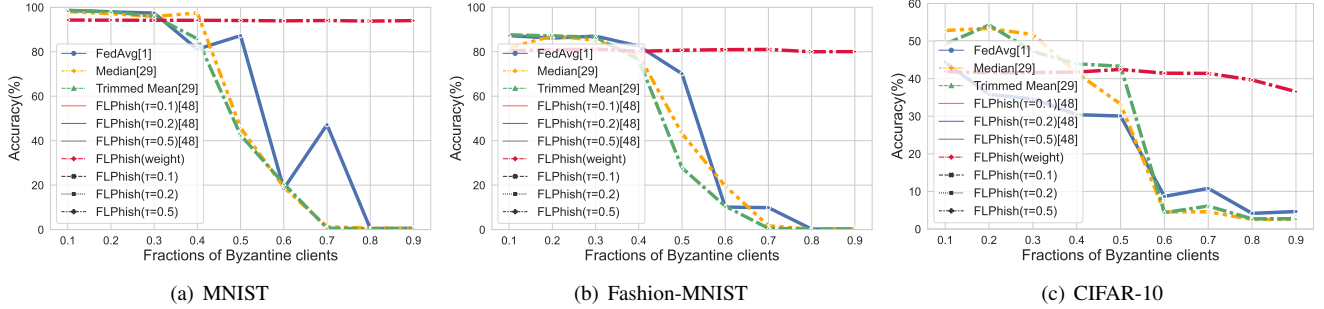 100
80
60
40
20
0
Accuracy(%)
FedAvg[1]
Median[29]
Trimmed Mean[29]
FLPhish(τ=0.1)[48]
FLPhish(τ=0.2)[48]
FLPhish(τ=0.5)[48]
FLPhish(weight)
FLPhish(τ=0.1)
FLPhish(τ=0.2)
FLPhish(τ=0.5)
0.1 0.2 0.3 0.4 0.5 0.6 0.7 0.8 0.9
Fractions of Byzantine clients
(a) MNIST
100
80
60
40
20
0
Accuracy(%)
FedAvg[1]
Median[29]
Trimmed Mean[29]
FLPhish(τ=0.1)[48]
FLPhish(τ=0.2)[48]
FLPhish(τ=0.5)[48]
FLPhish(weight)
FLPhish(τ=0.1)
FLPhish(τ=0.2)
FLPhish(τ=0.5)
0.1 0.2 0.3 0.4 0.5 0.6 0.7 0.8 0.9
Fractions of Byzantine clients
(b) Fashion-MNIST
60
50
40
30
20
10
0
Accuracy(%)
FedAvg[1]
Median[29]
Trimmed Mean[29]
FLPhish(τ=0.1)[48]
FLPhish(τ=0.2)[48]
FLPhish(τ=0.5)[48]
FLPhish(weight)
FLPhish(τ=0.1)
FLPhish(τ=0.2)
FLPhish(τ=0.5)
0.1 0.2 0.3 0.4 0.5 0.6 0.7 0.8 0.9
Fractions of Byzantine clients
(c) CIFAR-10